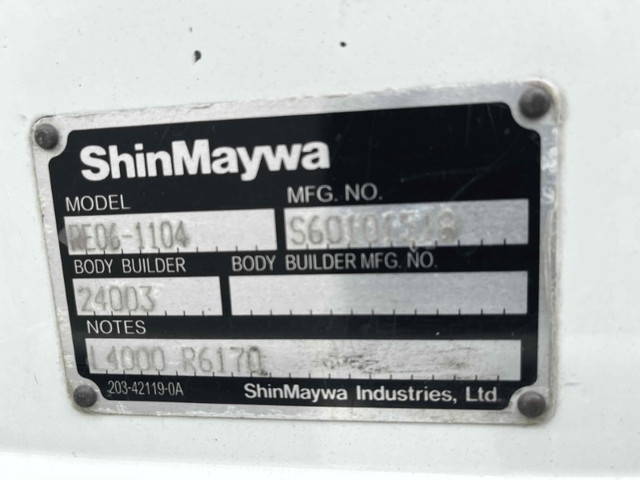 ShinMaywa
MODEL MFG. NO.
RE06-1104
BODY BUILDER BODY BUILDER MFG. NO.
24003
NOTES
L4000 R6170
203-42119-0A ShinMaywa Industries, Ltd.